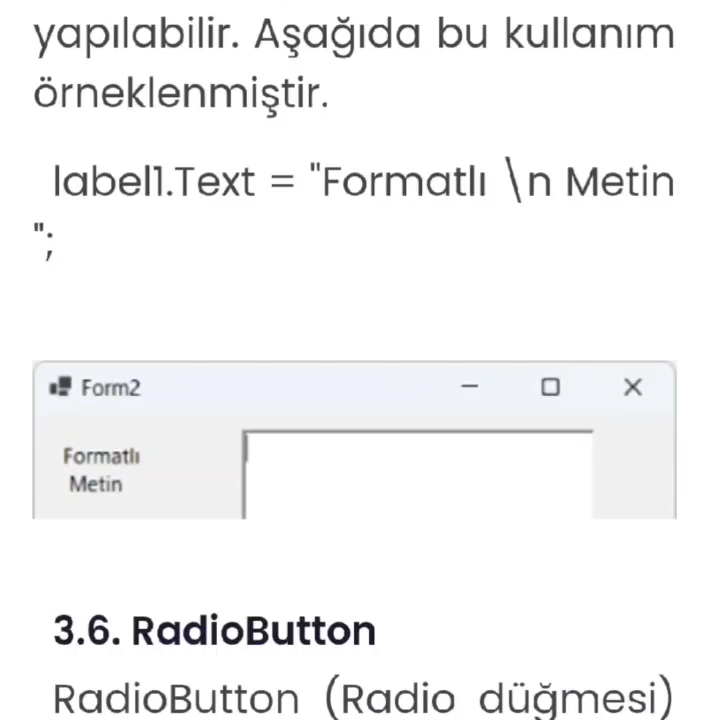 yapılabilir. Aşağıda bu kullanım
örneklenmiştir.
label1.Text = "Formatlı \n Metin
";
Form2
Formatlı
Metin
3.6. RadioButton
RadioButton (Radio düğmesi)